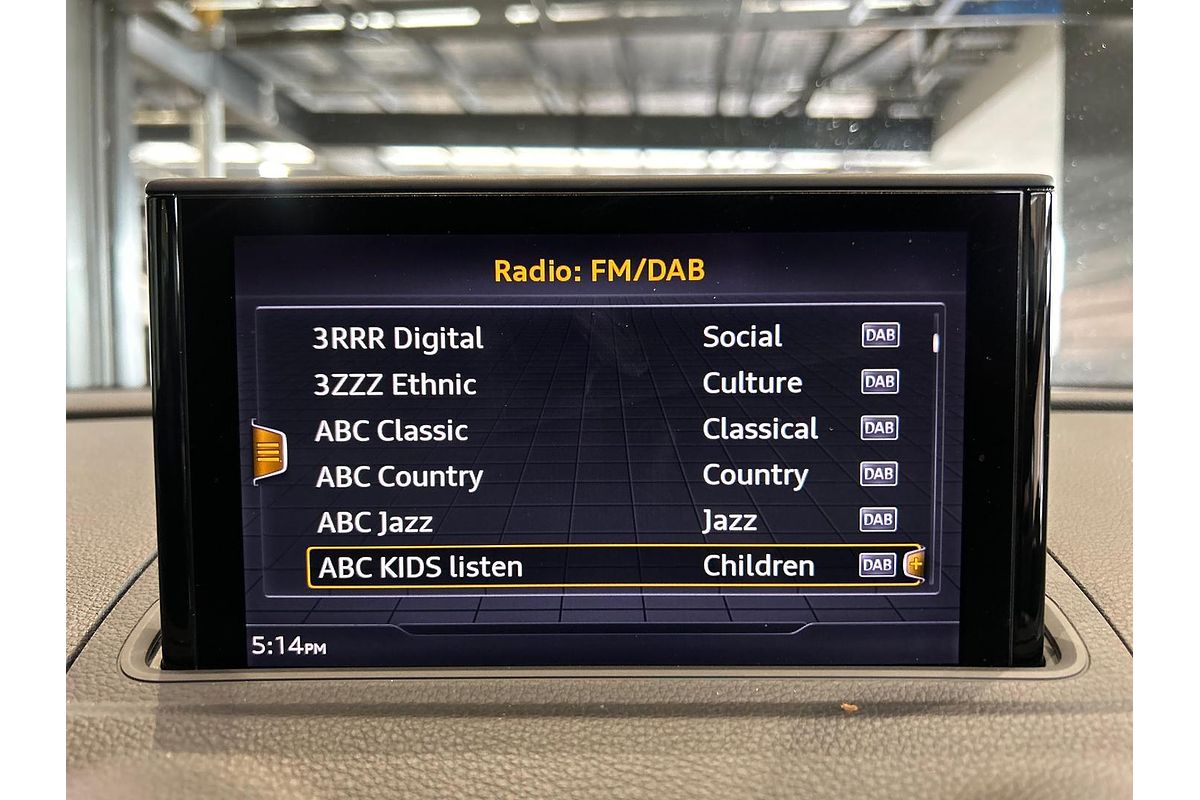 Radio: FM/DAB
3RRR Digital Social DAB
3ZZZ Ethnic Culture DAB
ABC Classic Classical DAB
ABC Country Country DAB
ABC Jazz Jazz DAB
ABC KIDS listen Children DAB +
5:14PM